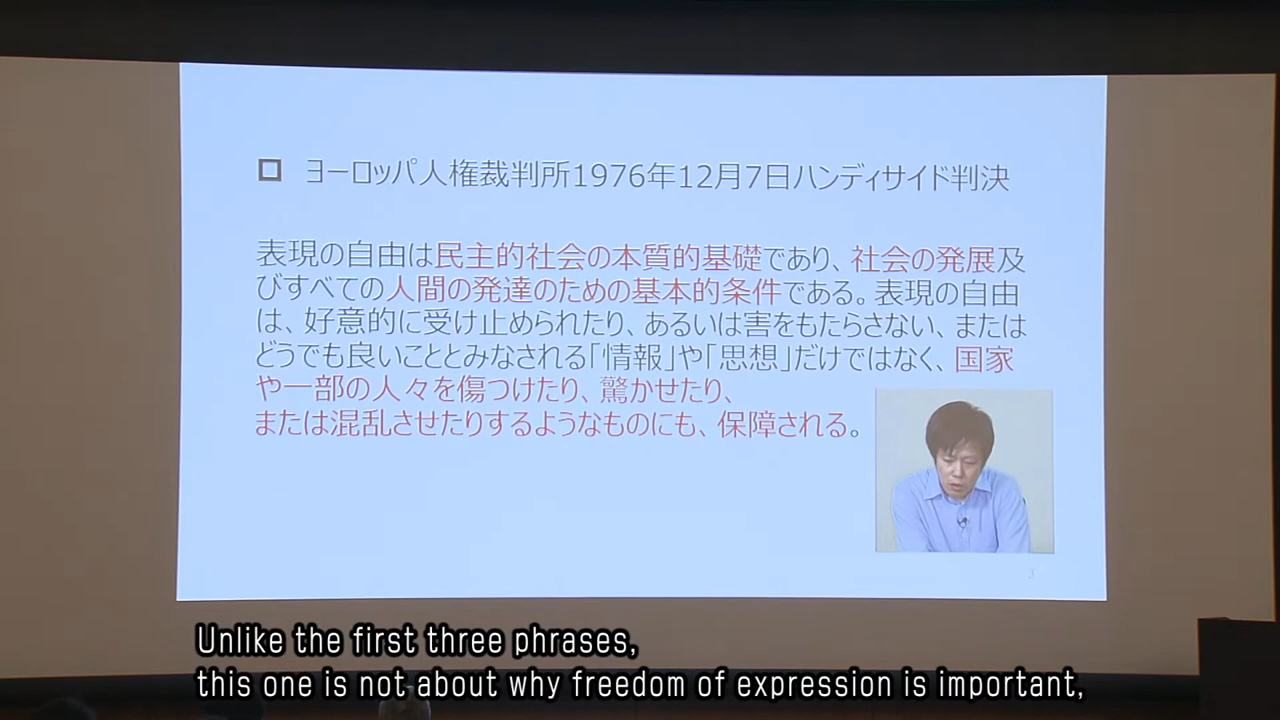 ヨーロッパ人権裁判所1976年12月7日ハンディサイド判決
表現の自由は民主的社会の本質的基礎であり、社会の発展及
びすべての人間の発達のための基本的条件である。表現の自由
は、好意的に受け止められたり、あるいは害をもたらさない、または
どうでも良いこととみなされる「情報」や「思想」だけではなく、国家
や一部の人々を傷つけたり、驚かせたり、
または混乱させたりするようなものにも、保障される。
3
Unlike the first three phrases,
this one is not about why freedom of expression is important,